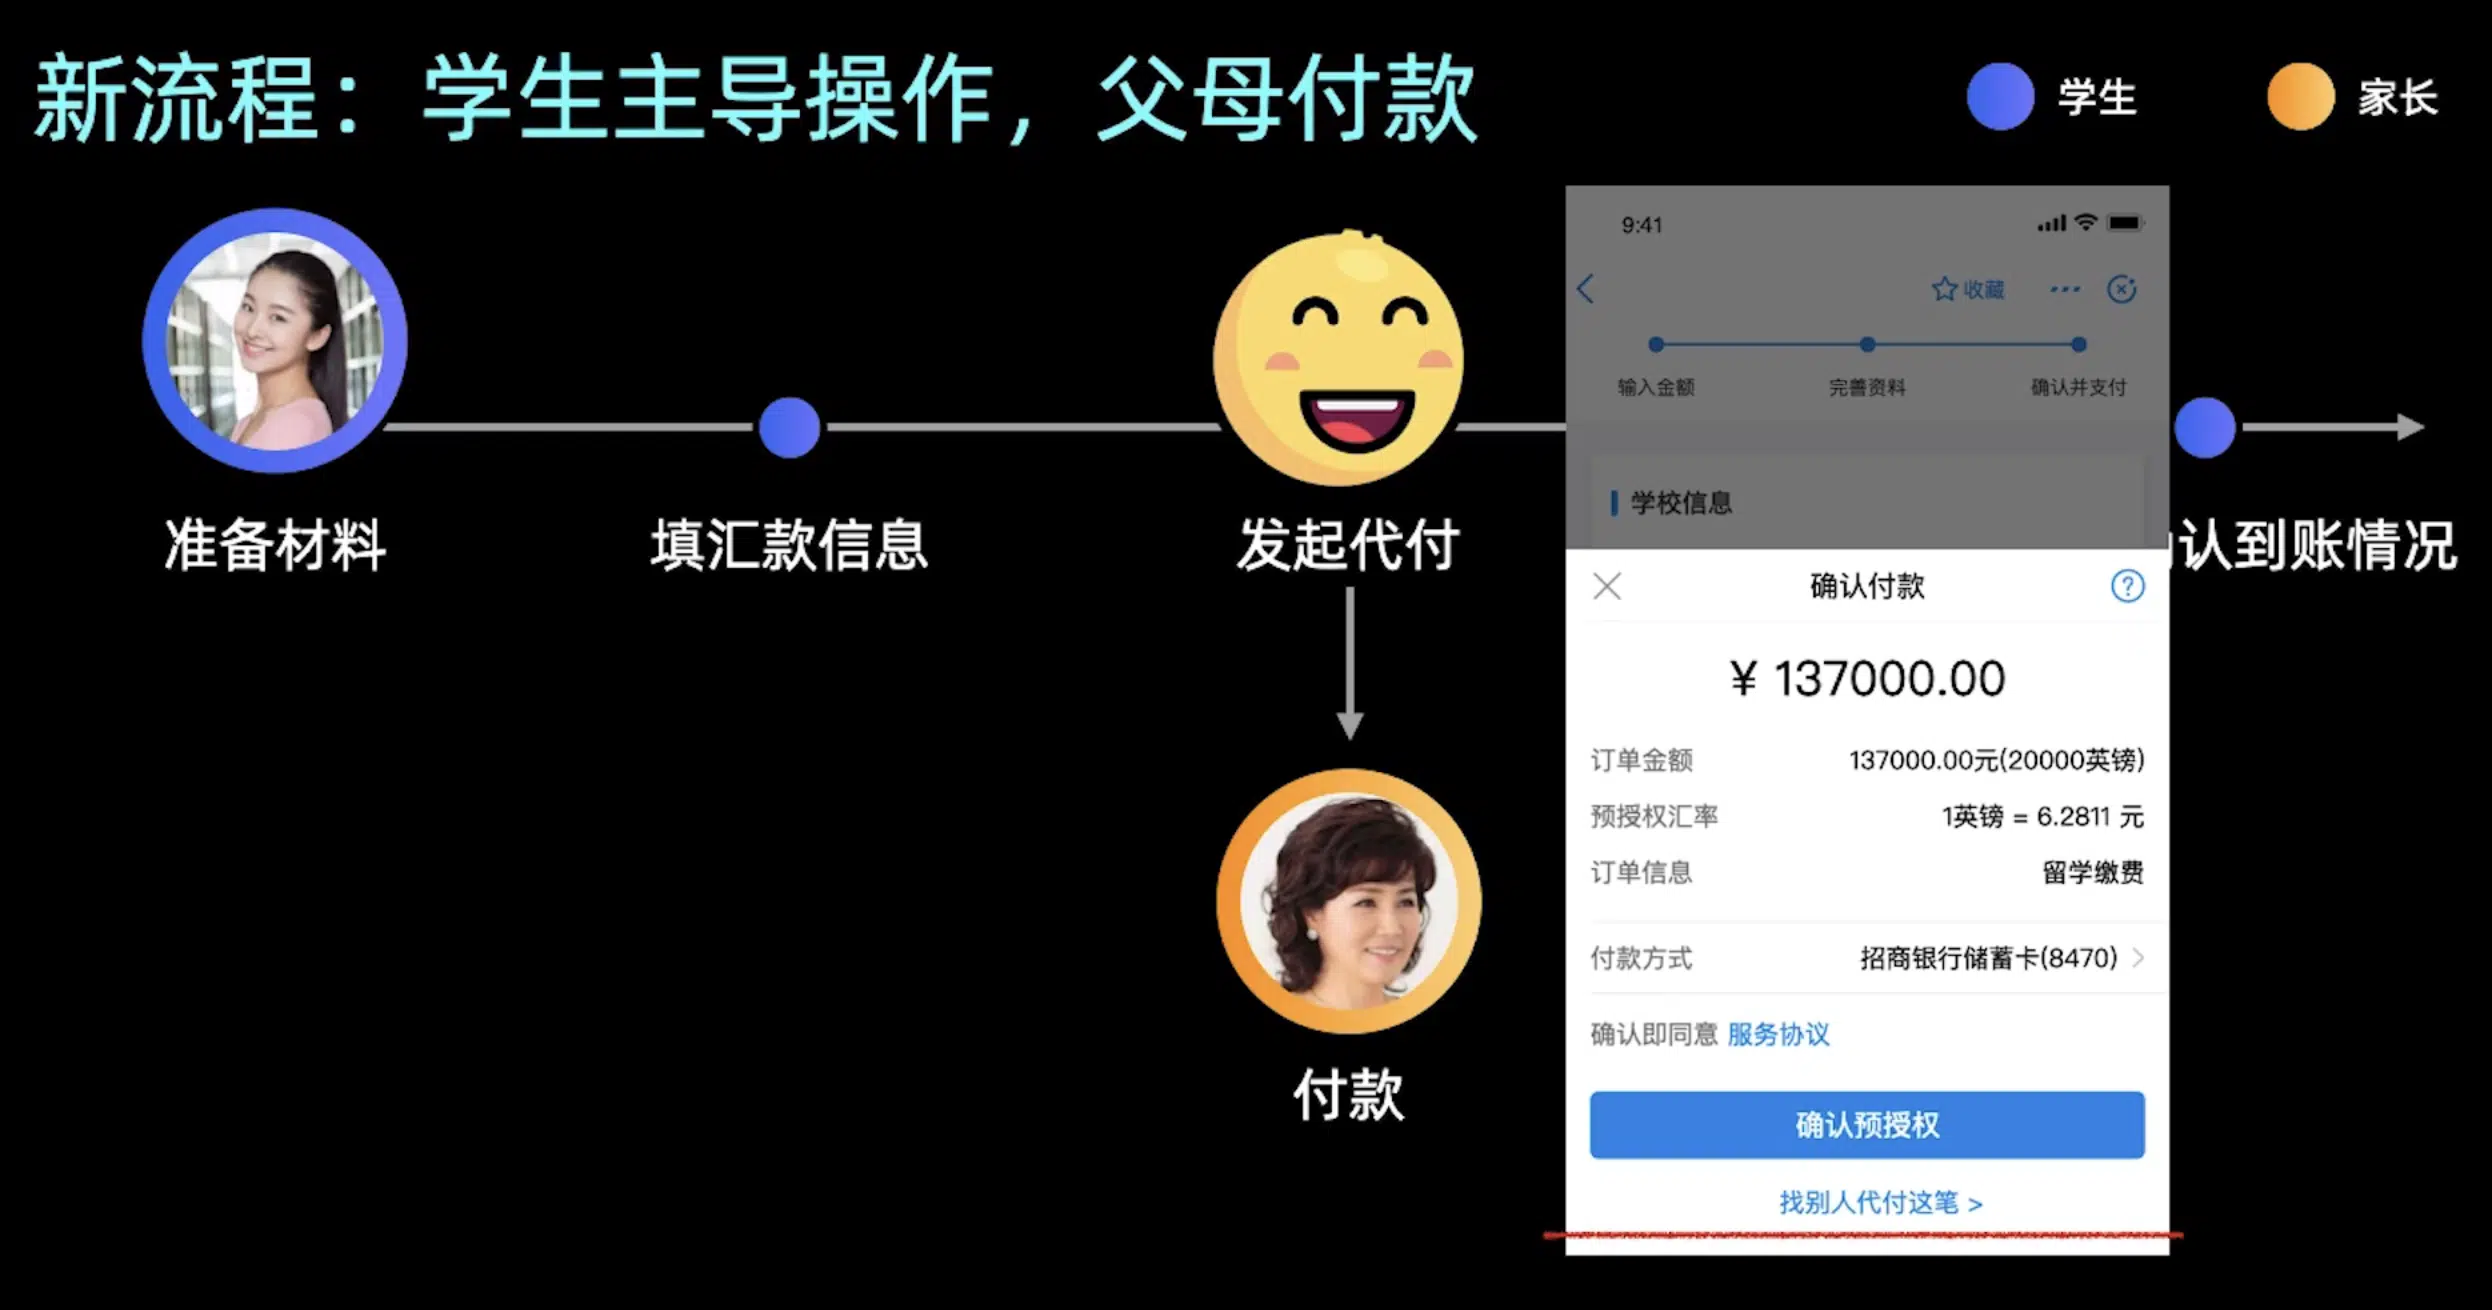 新流程：学生主导操作，父母付款
学生
家长
准备材料
填汇款信息
发起代付
付款
认到账情况
9:41
收藏
输入金额
完善资料
确认并支付
学校信息
确认付款
¥ 137000.00
订单金额 137000.00元(20000英镑)
预授权汇率 1英镑 = 6.2811 元
订单信息 留学缴费
付款方式 招商银行储蓄卡(8470) >
确认即同意 服务协议
确认预授权
找别人代付这笔 >